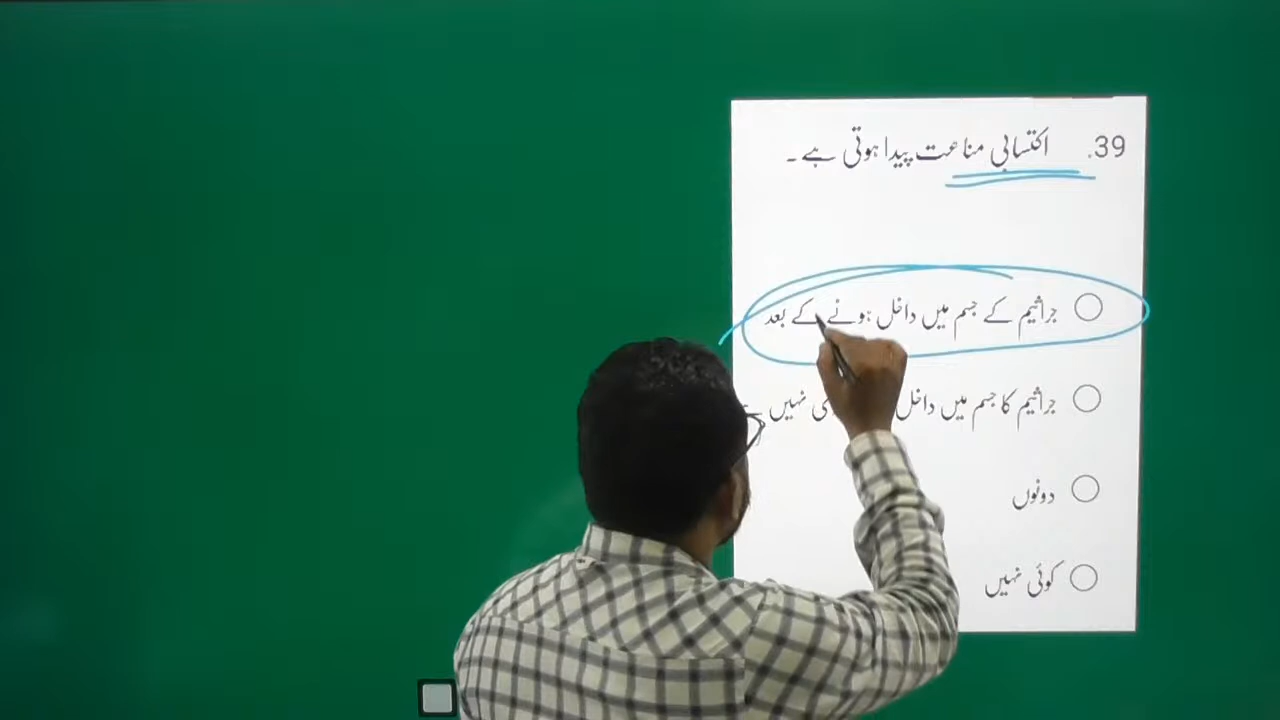 39. اکتسابی مناعت پیدا ہوتی ہے۔
جراثیم کے جسم میں داخل ہونے کے بعد
جراثیم کا جسم میں داخل نہیں
دونوں
کوئی نہیں